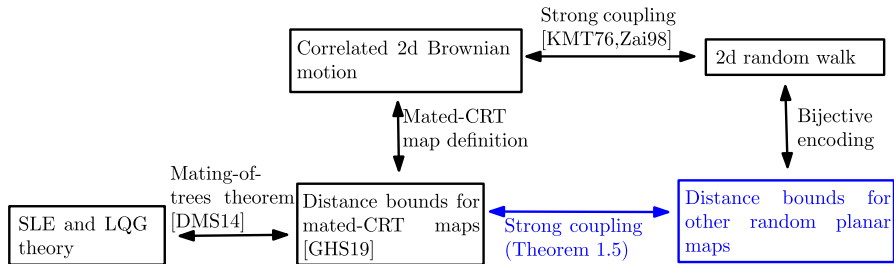 Strong coupling
[KMT76,Zai98]
Correlated 2d Brownian
motion
2d random walk
Mated-CRT
map definition
Bijective
encoding
Mating-of-
trees theorem
[DMS14]
SLE and LQG
theory
Distance bounds for
mated-CRT maps
[GHS19]
Strong coupling
(Theorem 1.5)
Distance bounds for
other random planar
maps